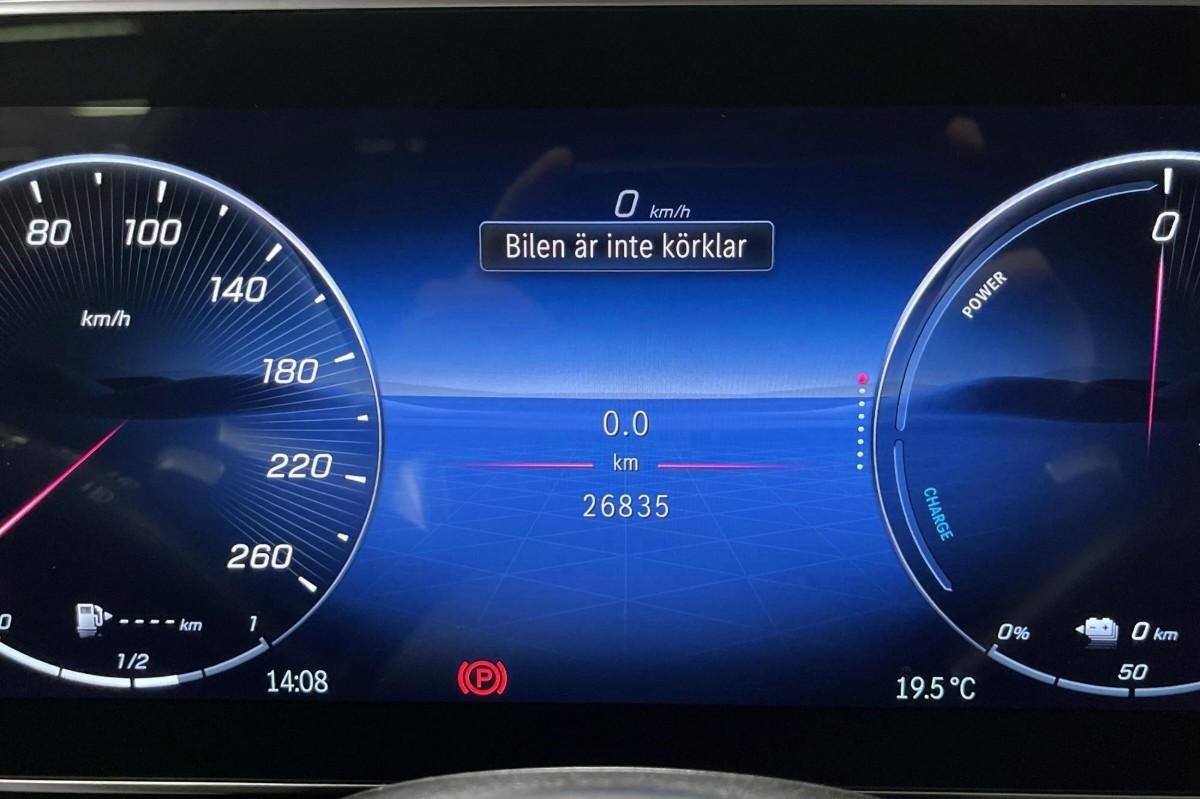 0 km/h
Bilen är inte körklar
80
100
140
180
220
260
km/h
0.0
km
26835
0
POWER
CHARGE
0
---- km
1
1/2
14:08
P
19.5 °C
0%
0 km
50